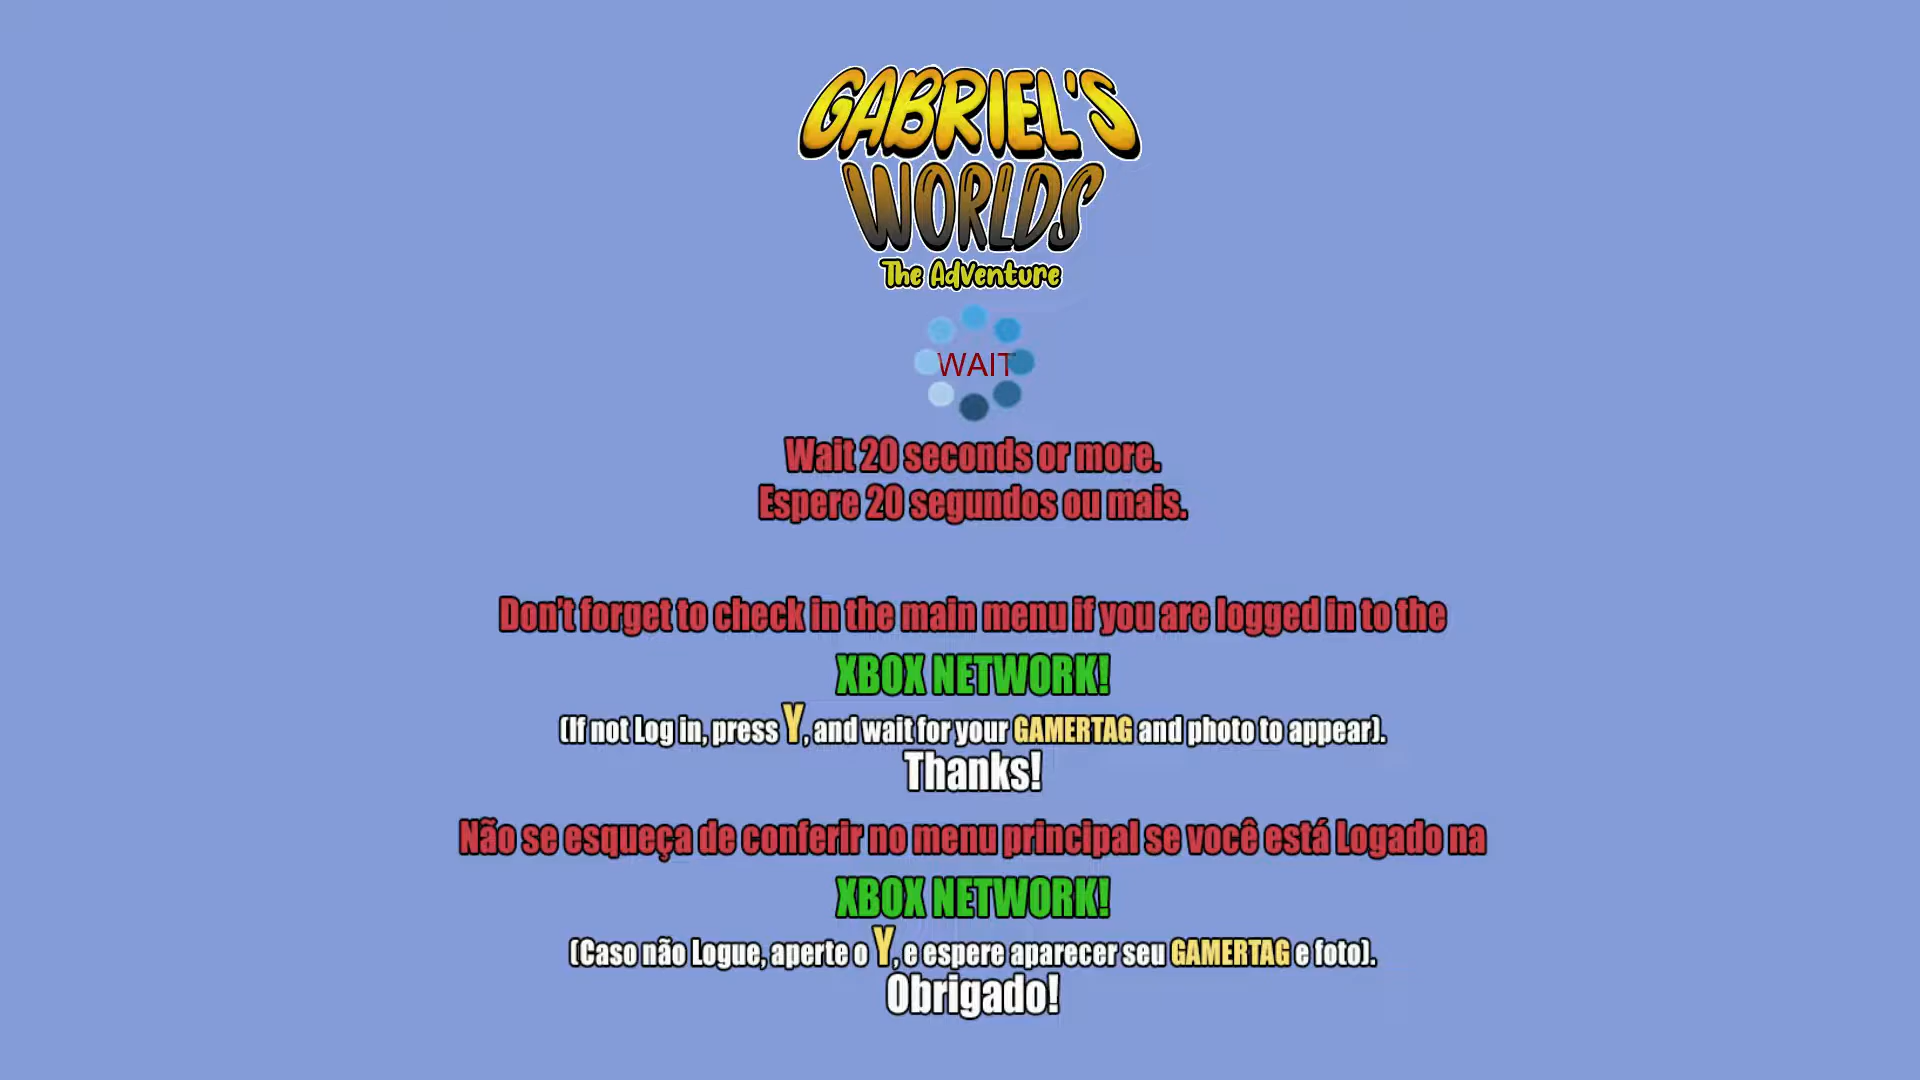 GABRIEL'S
WORLDS
The Adventure
WAIT
Wait 20 seconds or more.
Espere 20 segundos ou mais.
Don't forget to check in the main menu if you are logged in to the
XBOX NETWORK!
(If not Log in, press Y, and wait for your GAMERTAG and photo to appear).
Thanks!
Não se esqueça de conferir no menu principal se você está Logado na
XBOX NETWORK!
(Caso não Logue, aperte o Y, e espere aparecer seu GAMERTAG e foto).
Obrigado!